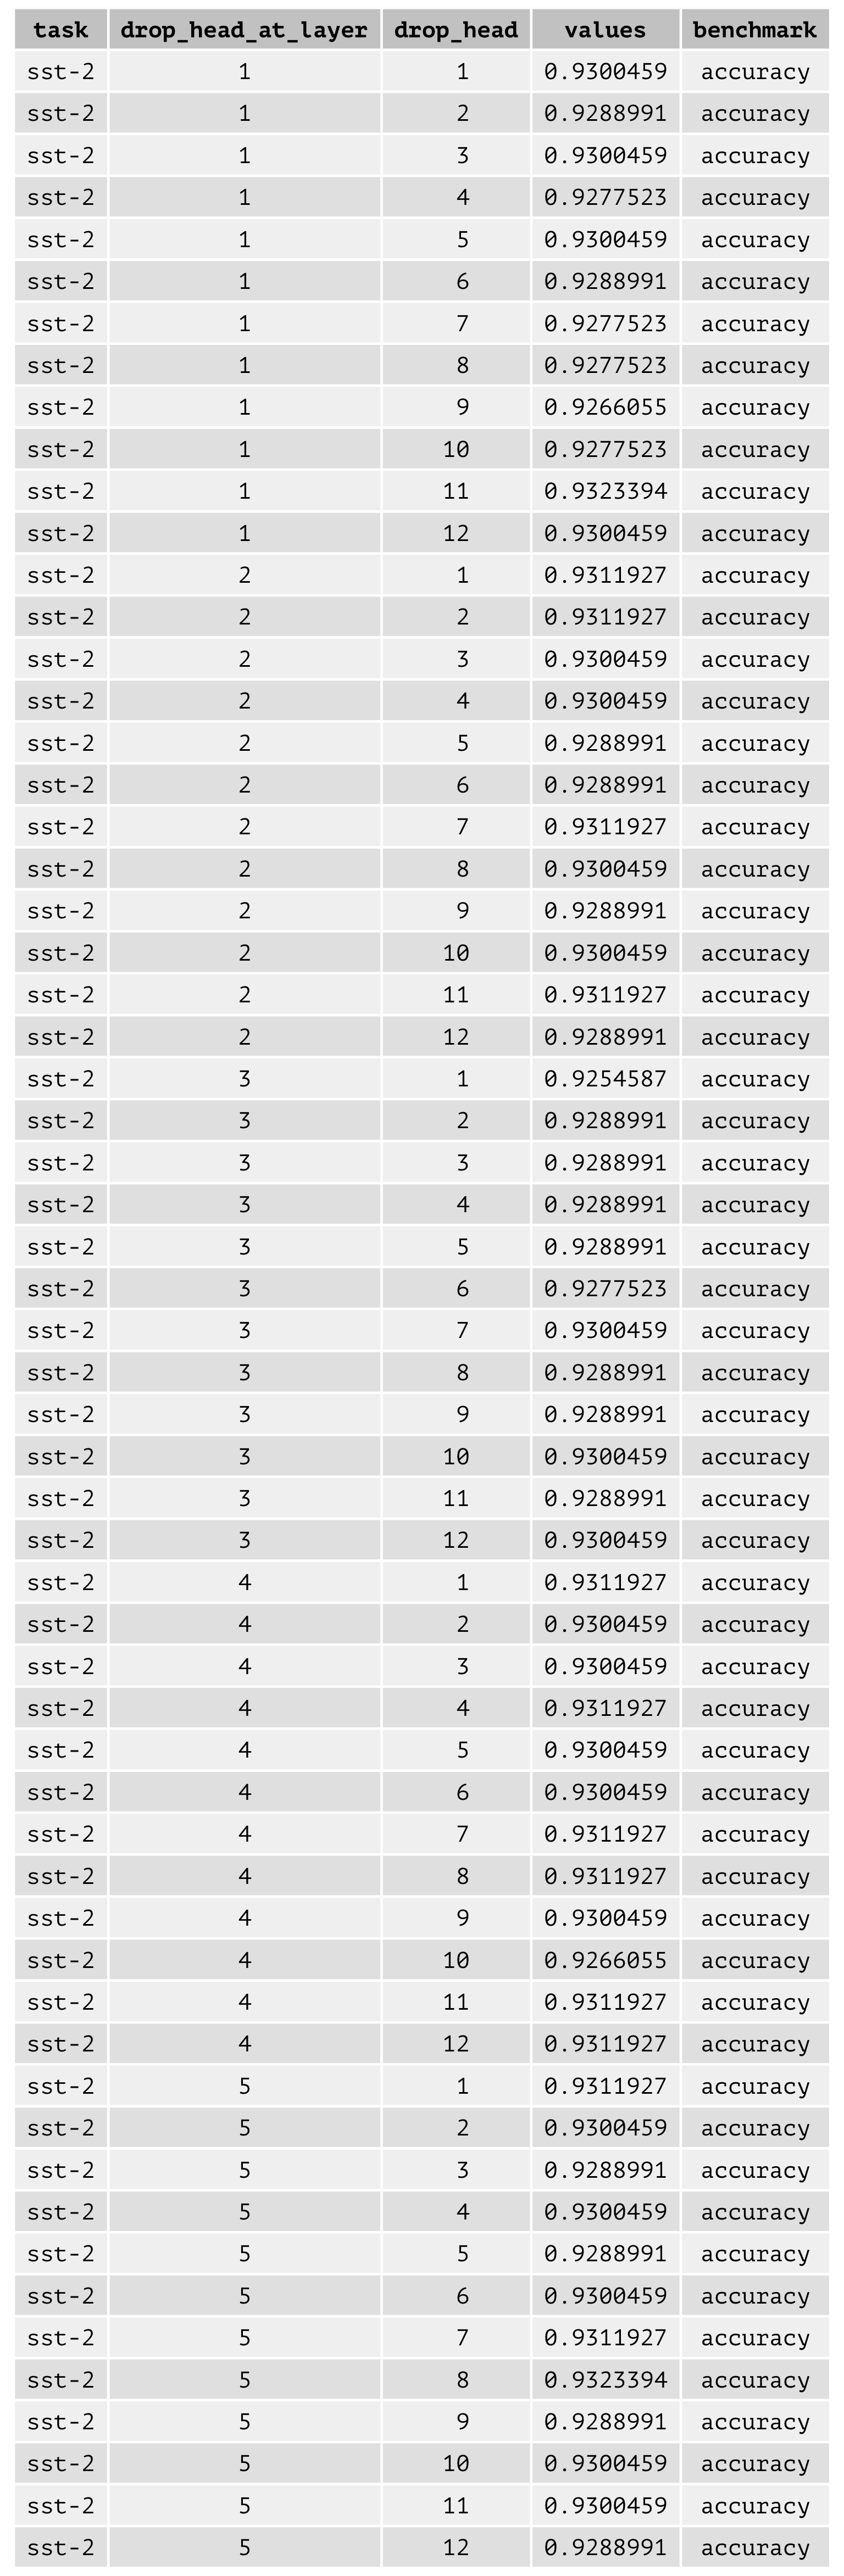 task drop_head_at_layer drop_head values benchmark
sst-2 1 1 0.9300459 accuracy
sst-2 1 2 0.9288991 accuracy
sst-2 1 3 0.9300459 accuracy
sst-2 1 4 0.9277523 accuracy
sst-2 1 5 0.9300459 accuracy
sst-2 1 6 0.9288991 accuracy
sst-2 1 7 0.9277523 accuracy
sst-2 1 8 0.9277523 accuracy
sst-2 1 9 0.9266055 accuracy
sst-2 1 10 0.9277523 accuracy
sst-2 1 11 0.9323394 accuracy
sst-2 1 12 0.9300459 accuracy
sst-2 2 1 0.9311927 accuracy
sst-2 2 2 0.9311927 accuracy
sst-2 2 3 0.9300459 accuracy
sst-2 2 4 0.9300459 accuracy
sst-2 2 5 0.9288991 accuracy
sst-2 2 6 0.9288991 accuracy
sst-2 2 7 0.9311927 accuracy
sst-2 2 8 0.9300459 accuracy
sst-2 2 9 0.9288991 accuracy
sst-2 2 10 0.9300459 accuracy
sst-2 2 11 0.9311927 accuracy
sst-2 2 12 0.9288991 accuracy
sst-2 3 1 0.9254587 accuracy
sst-2 3 2 0.9288991 accuracy
sst-2 3 3 0.9288991 accuracy
sst-2 3 4 0.9288991 accuracy
sst-2 3 5 0.9288991 accuracy
sst-2 3 6 0.9277523 accuracy
sst-2 3 7 0.9300459 accuracy
sst-2 3 8 0.9288991 accuracy
sst-2 3 9 0.9288991 accuracy
sst-2 3 10 0.9300459 accuracy
sst-2 3 11 0.9288991 accuracy
sst-2 3 12 0.9300459 accuracy
sst-2 4 1 0.9311927 accuracy
sst-2 4 2 0.9300459 accuracy
sst-2 4 3 0.9300459 accuracy
sst-2 4 4 0.9311927 accuracy
sst-2 4 5 0.9300459 accuracy
sst-2 4 6 0.9300459 accuracy
sst-2 4 7 0.9311927 accuracy
sst-2 4 8 0.9311927 accuracy
sst-2 4 9 0.9300459 accuracy
sst-2 4 10 0.9266055 accuracy
sst-2 4 11 0.9311927 accuracy
sst-2 4 12 0.9311927 accuracy
sst-2 5 1 0.9311927 accuracy
sst-2 5 2 0.9300459 accuracy
sst-2 5 3 0.9288991 accuracy
sst-2 5 4 0.9300459 accuracy
sst-2 5 5 0.9288991 accuracy
sst-2 5 6 0.9300459 accuracy
sst-2 5 7 0.9311927 accuracy
sst-2 5 8 0.9323394 accuracy
sst-2 5 9 0.9288991 accuracy
sst-2 5 10 0.9300459 accuracy
sst-2 5 11 0.9300459 accuracy
sst-2 5 12 0.9288991 accuracy